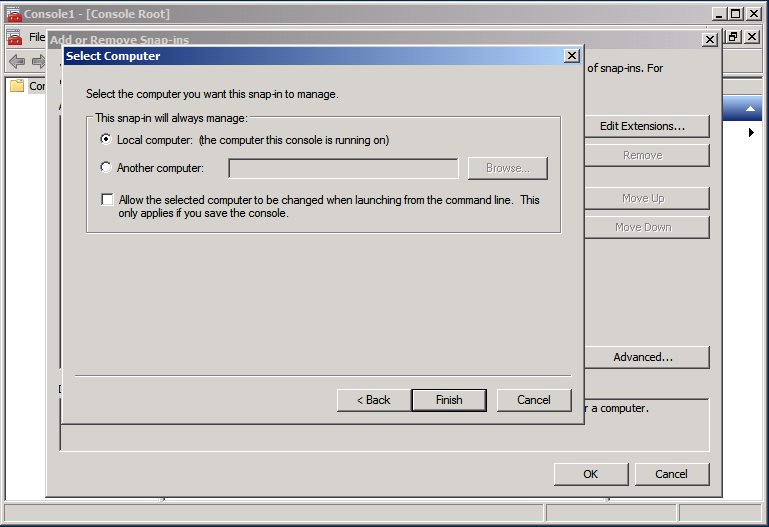 Console1 - [Console Root]
File
Add or Remove Snap-ins
Select Computer
of snap-ins. For
Select the computer you want this snap-in to manage.
This snap-in will always manage:
Local computer: (the computer this console is running on)
Another computer:
Browse...
Allow the selected computer to be changed when launching from the command line. This
only applies if you save the console.
Edit Extensions...
Remove
Move Up
Move Down
Advanced...
< Back
Finish
Cancel
r a computer.
OK
Cancel